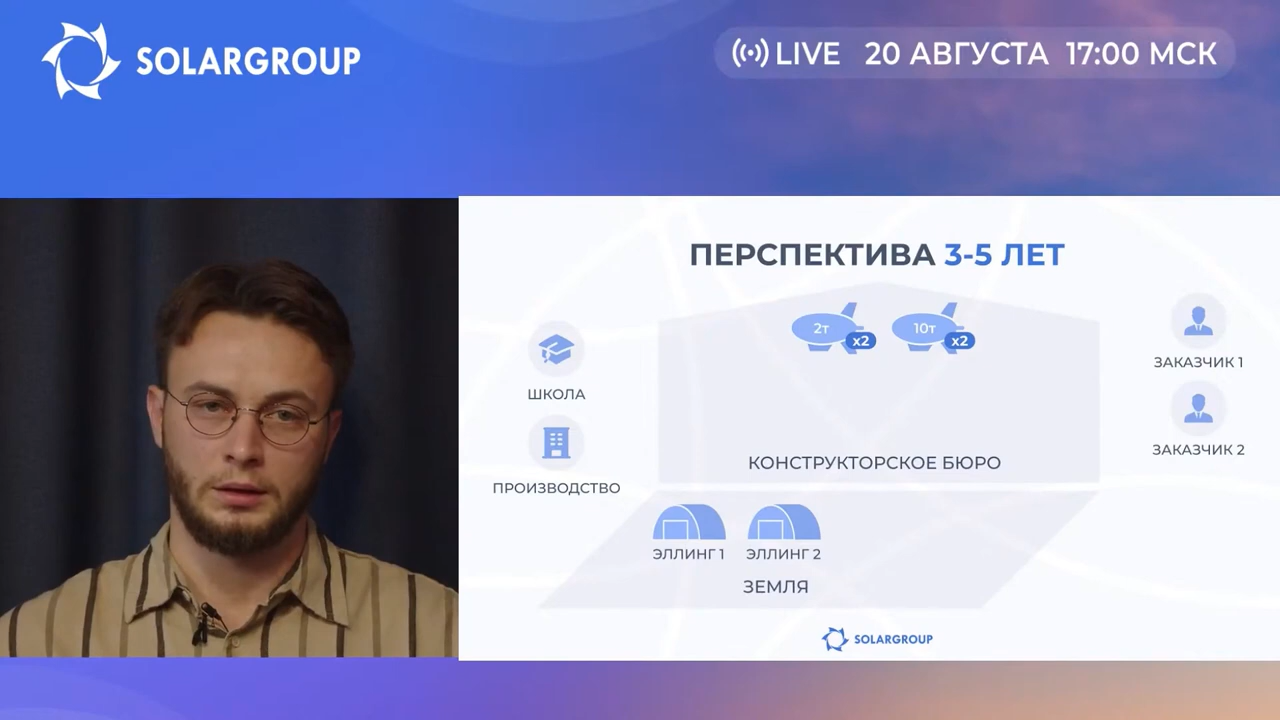 SOLARGROUP
LIVE 20 АВГУСТА 17:00 МСК
ПЕРСПЕКТИВА 3-5 ЛЕТ
2т
x2
10т
x2
ШКОЛА
ПРОИЗВОДСТВО
ЗАКАЗЧИК 1
ЗАКАЗЧИК 2
КОНСТРУКТОРСКОЕ БЮРО
ЭЛЛИНГ 1
ЭЛЛИНГ 2
ЗЕМЛЯ
SOLARGROUP